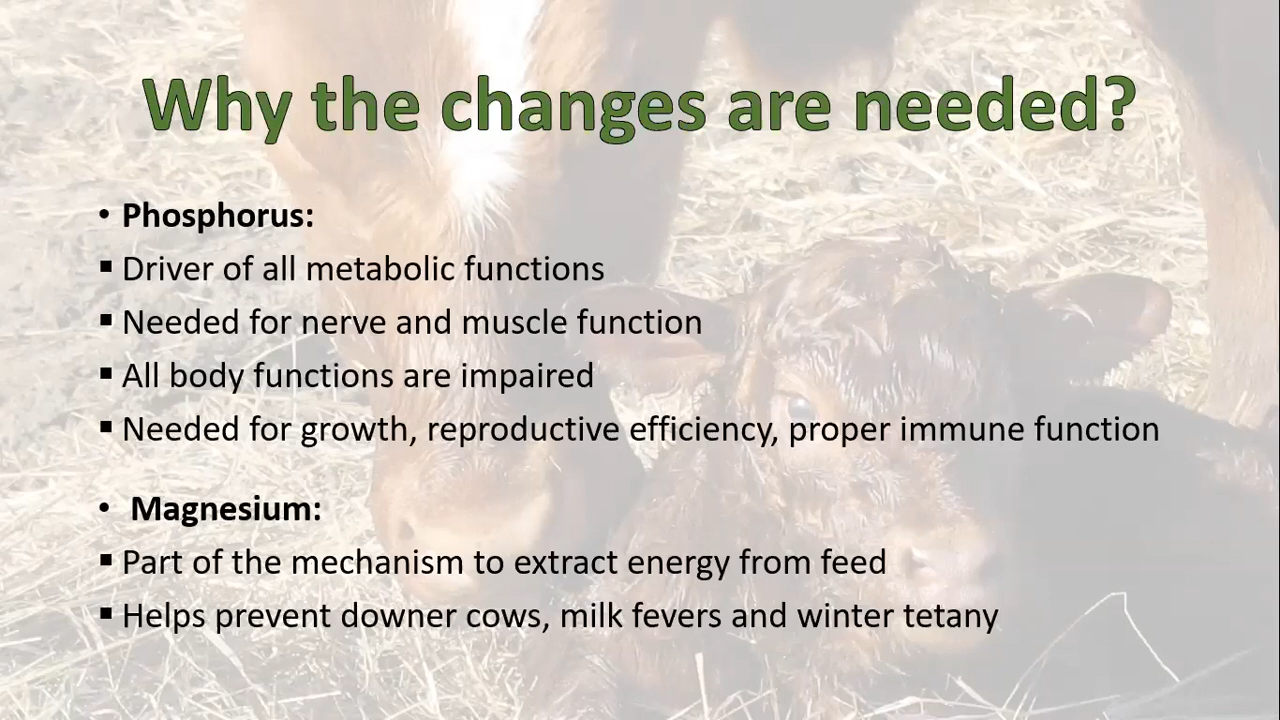 Why the changes are needed?
• Phosphorus:
▪ Driver of all metabolic functions
▪ Needed for nerve and muscle function
▪ All body functions are impaired
▪ Needed for growth, reproductive efficiency, proper immune function
• Magnesium:
▪ Part of the mechanism to extract energy from feed
▪ Helps prevent downer cows, milk fevers and winter tetany